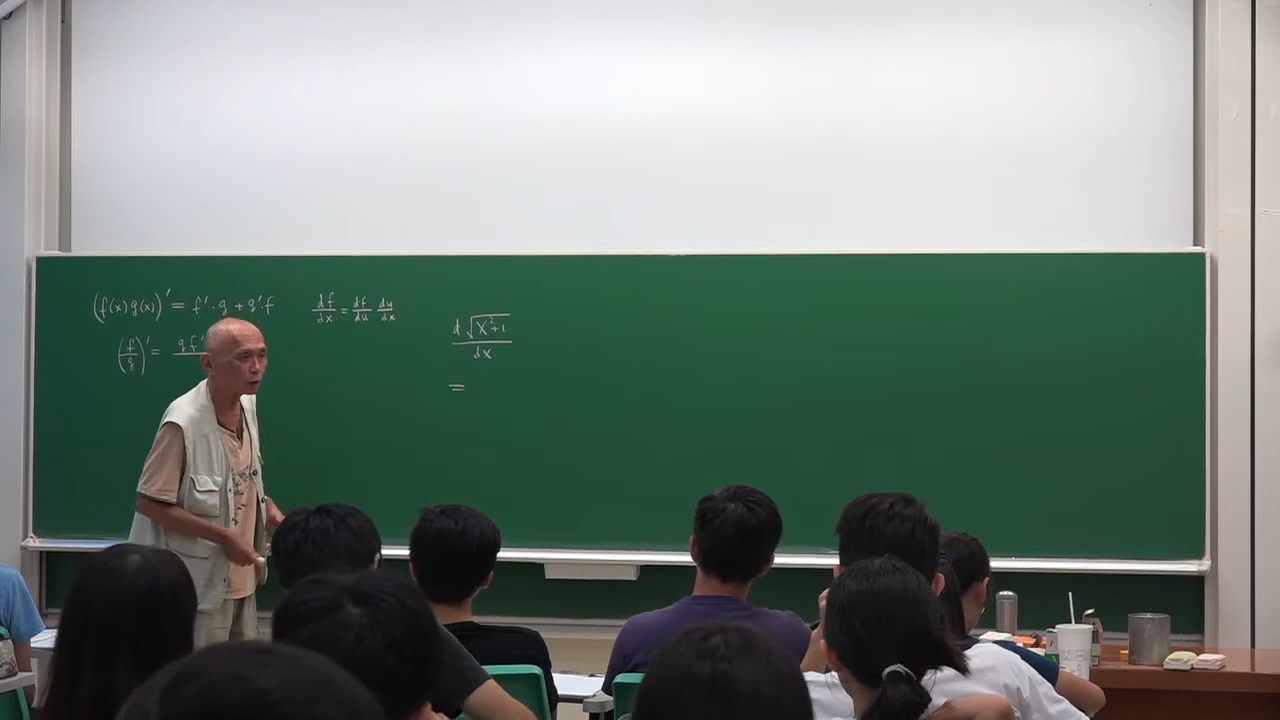 (f(x)g(x))' = f'·g + g'·f
(f/g)' = gf'
df/dx = df/du du/dx
d√(x²+1)/dx
=